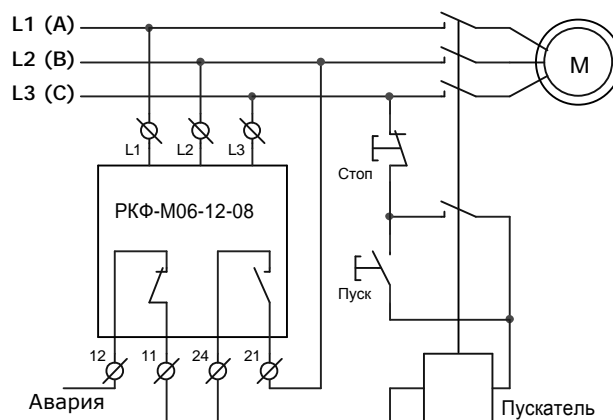 L1 (A)
L2 (B)
L3 (C)
M
L1
L2
L3
Стоп
РКФ-М06-12-08
Пуск
12
11
24
21
Авария
Пускатель